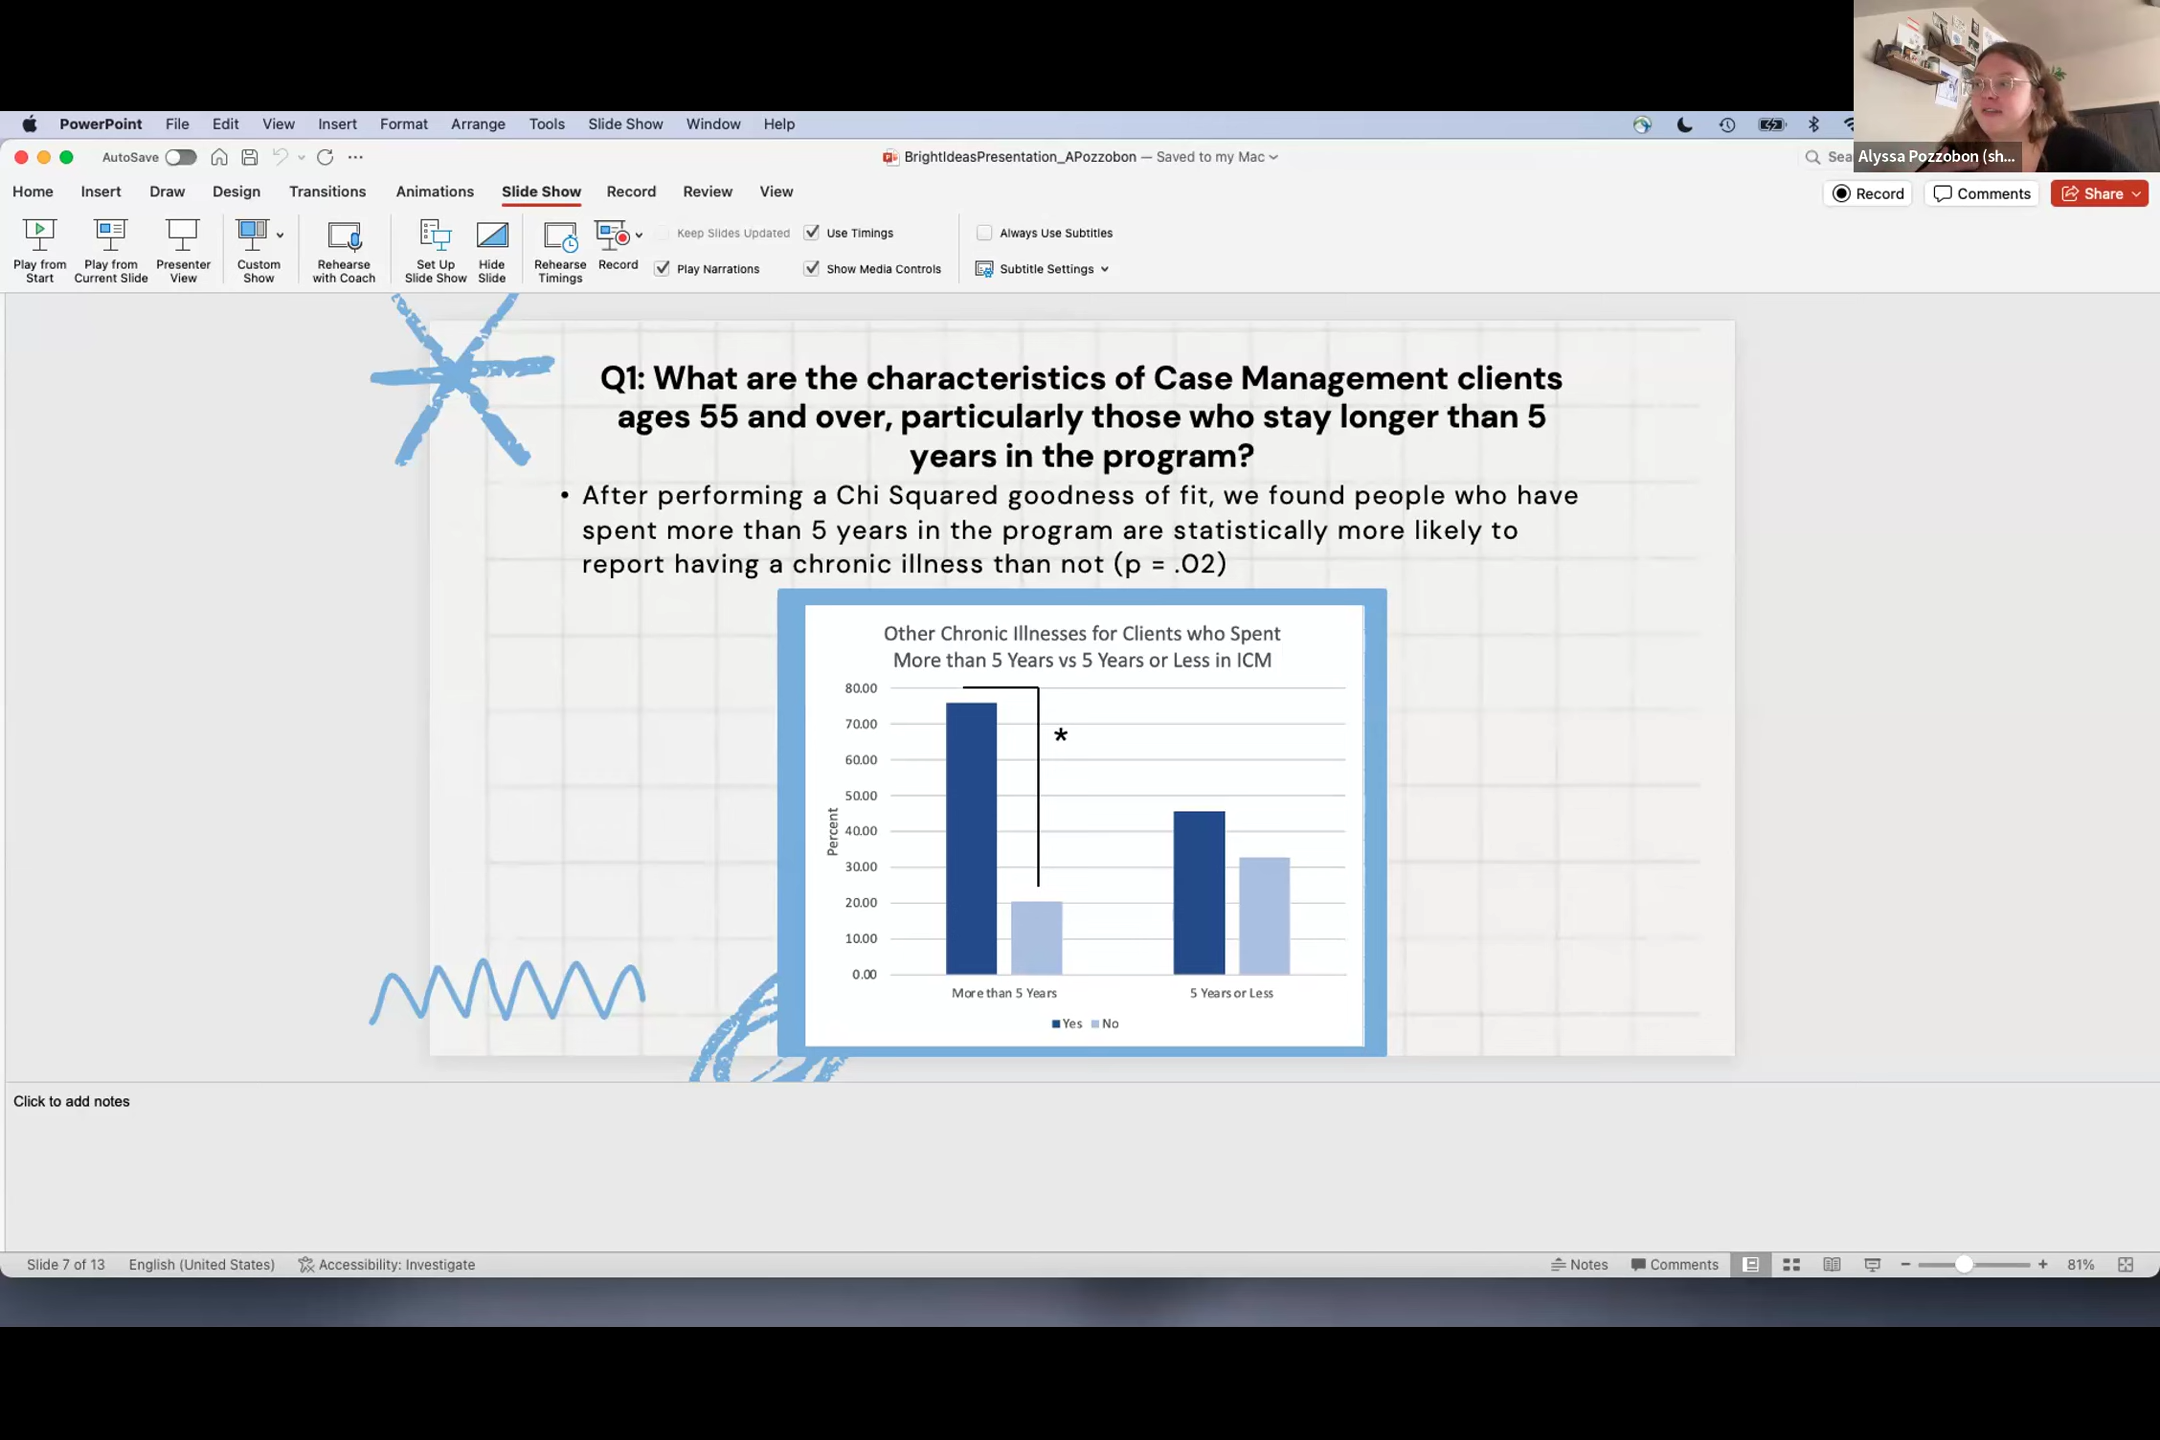 PowerPoint File Edit View Insert Format Arrange Tools Slide Show Window Help
AutoSave
BrightIdeasPresentation_APozzobon — Saved to my Mac
Alyssa Pozzobon (sh...
Home Insert Draw Design Transitions Animations Slide Show Record Review View
Record Comments Share
Play from Start
Play from Current Slide
Presenter View
Custom Show
Rehearse with Coach
Set Up Slide Show
Hide Slide
Rehearse Timings
Record
Keep Slides Updated
Play Narrations
Use Timings
Show Media Controls
Always Use Subtitles
Subtitle Settings
Q1: What are the characteristics of Case Management clients
ages 55 and over, particularly those who stay longer than 5
years in the program?
• After performing a Chi Squared goodness of fit, we found people who have
spent more than 5 years in the program are statistically more likely to
report having a chronic illness than not (p = .02)
Other Chronic Illnesses for Clients who Spent
More than 5 Years vs 5 Years or Less in ICM
Percent
80.00
70.00
*
60.00
50.00
40.00
30.00
20.00
10.00
0.00
More than 5 Years
5 Years or Less
Yes No
Click to add notes
Slide 7 of 13 English (United States) Accessibility: Investigate
Notes Comments 81%